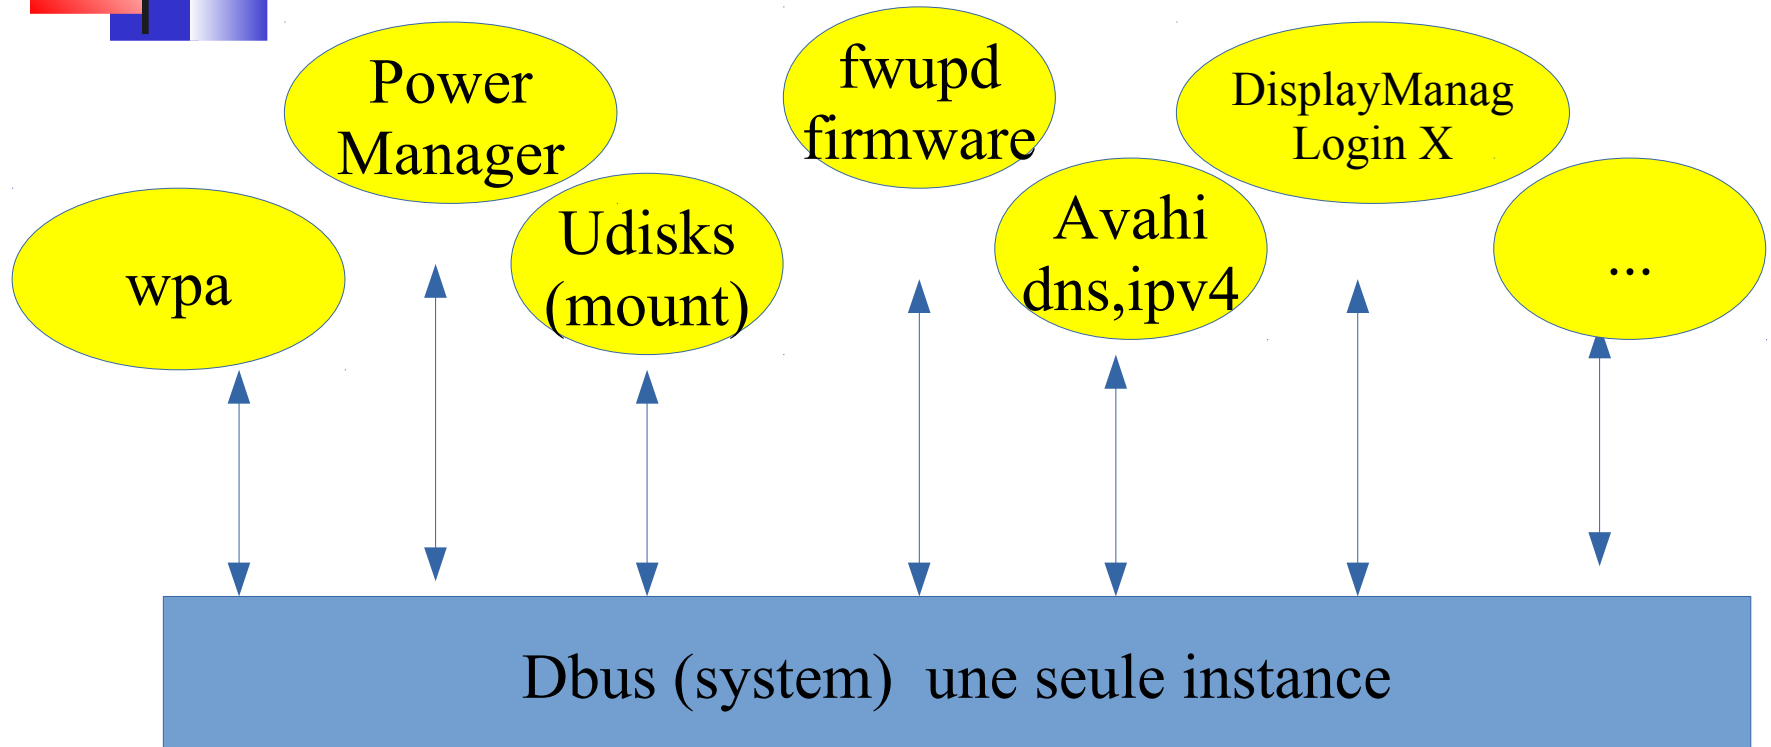 Power
Manager
fwupd
firmware
DisplayManag
Login X
wpa
Udisks
(mount)
Avahi
dns,ipv4
...
Dbus (system)  une seule instance